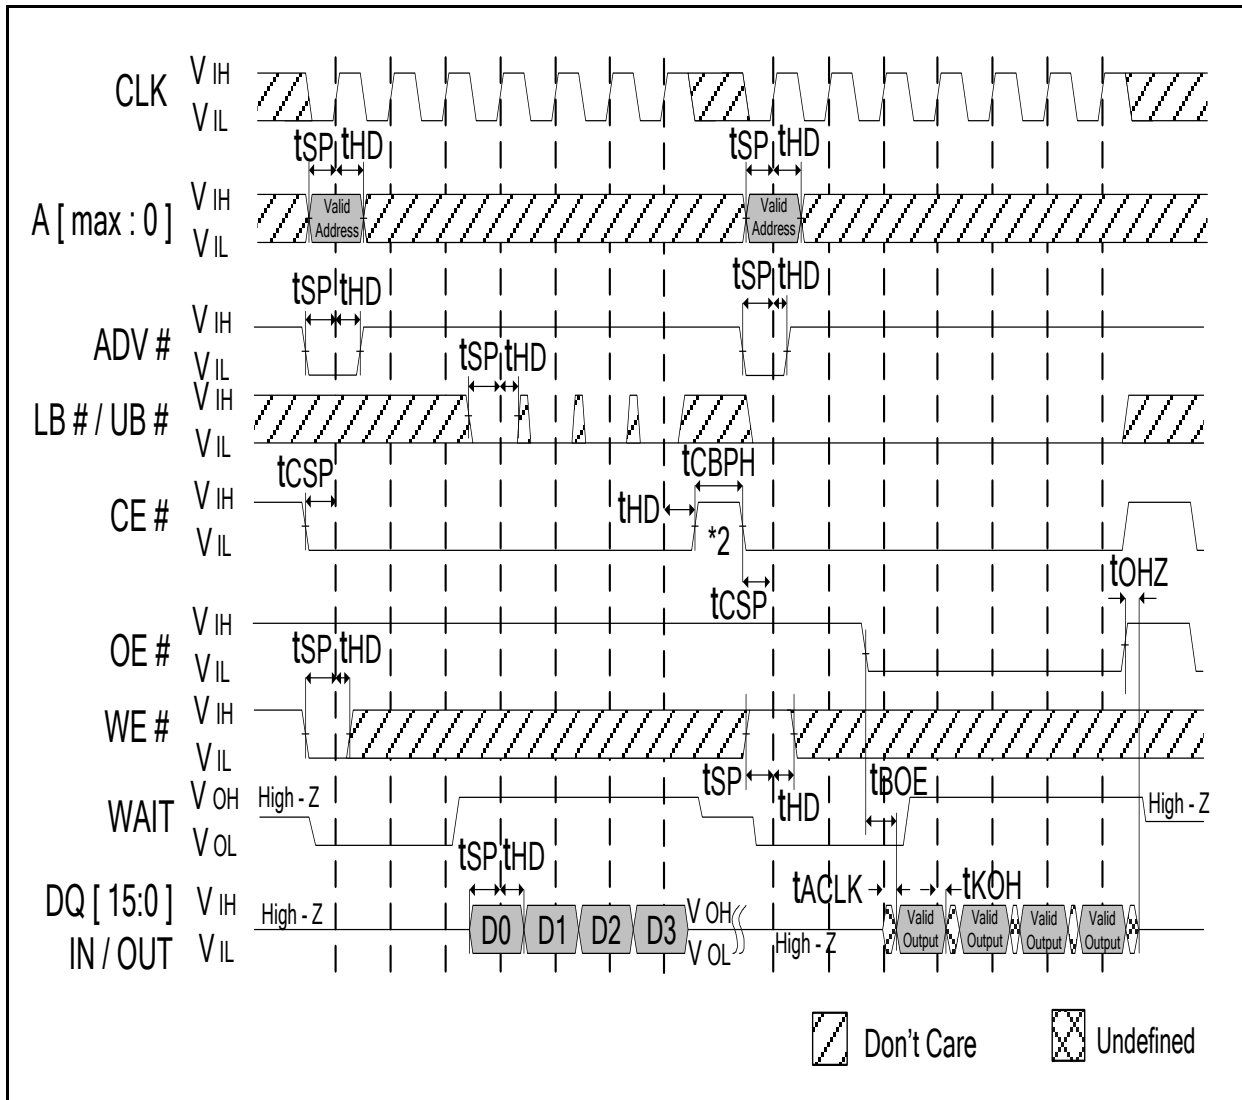 CLK V IH
V IL
tSP tHD tSP tHD
A [ max : 0 ] V IH
V IL
Valid Address Valid Address
tSP tHD tSP tHD
ADV # V IH
V IL
tSP tHD
LB # / UB # V IH
V IL
tCSP tCBPH
CE # V IH
V IL
tHD *2
tCSP tOHZ
OE # V IH
V IL
tSP tHD
WE # V IH
V IL
tSP tHD tBOE
WAIT V OH High - Z High - Z
V OL
tSP tHD tACLK tKOH
DQ [ 15:0 ] V IH High - Z D0 D1 D2 D3 V OH
IN / OUT V IL V OL High - Z
Valid Output Valid Output Valid Output Valid Output
Don't Care Undefined